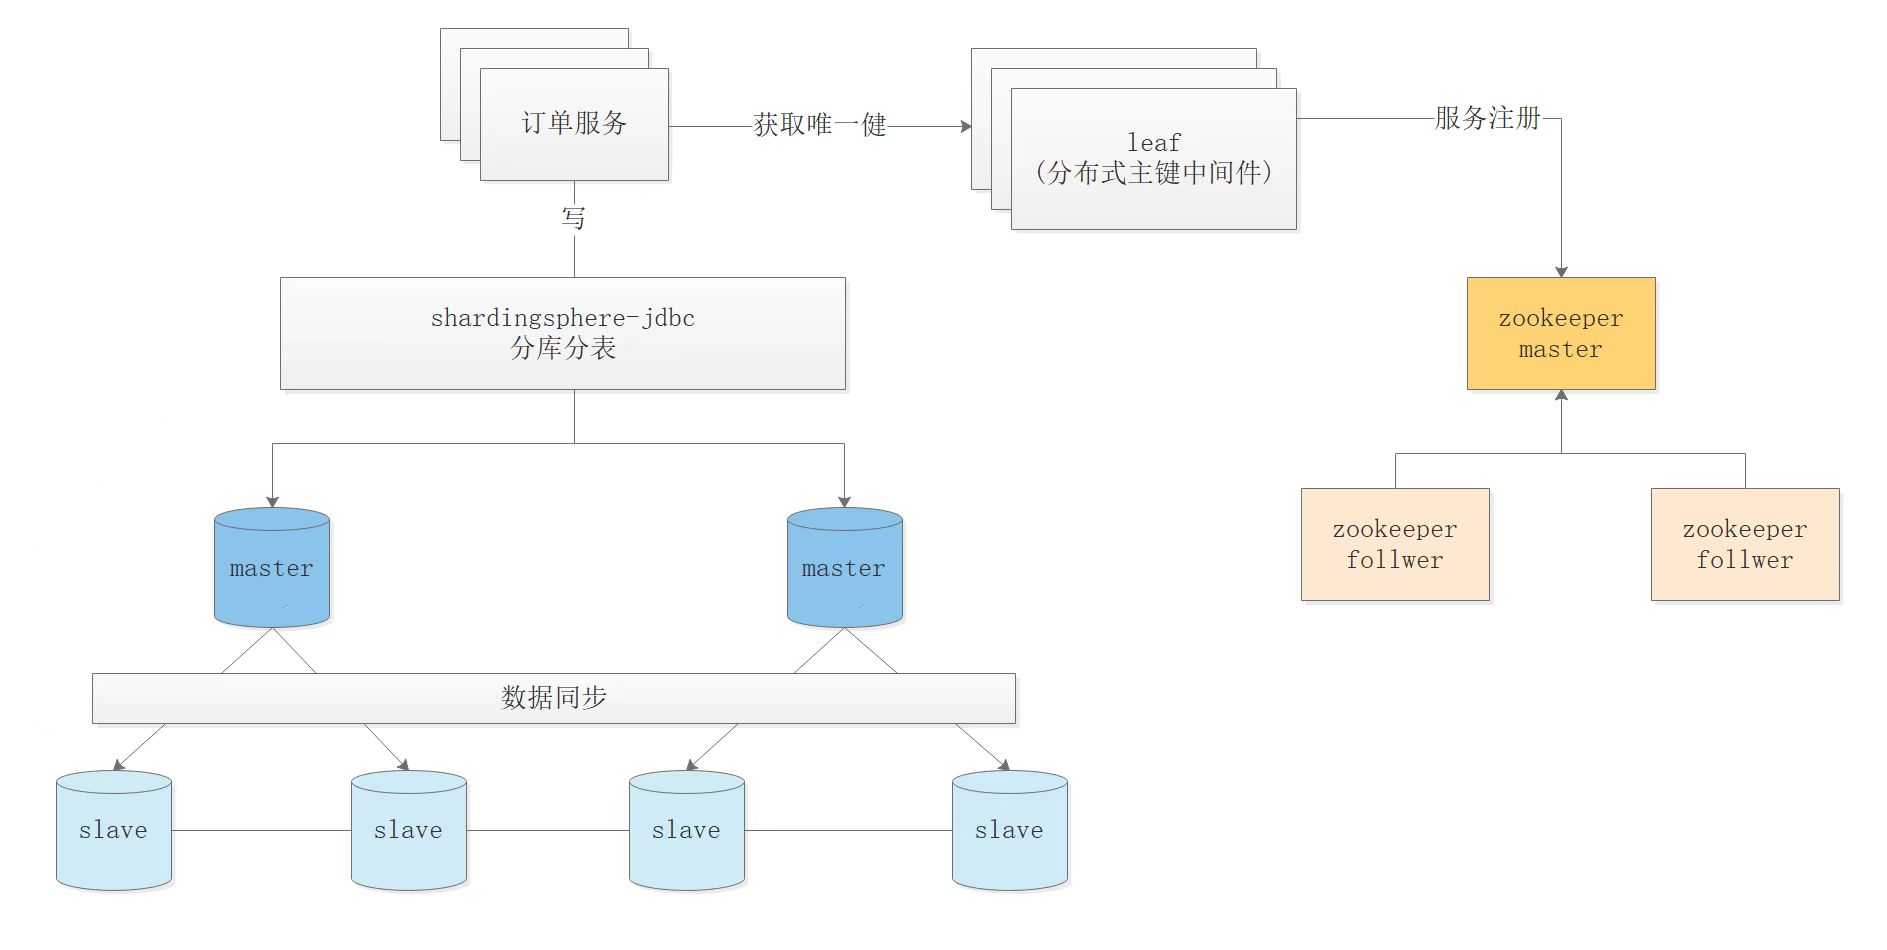 订单服务
获取唯一健
leaf
(分布式主键中间件)
服务注册
写
shardingsphere-jdbc
分库分表
zookeeper
master
master
master
zookeeper
follwer
zookeeper
follwer
数据同步
slave
slave
slave
slave